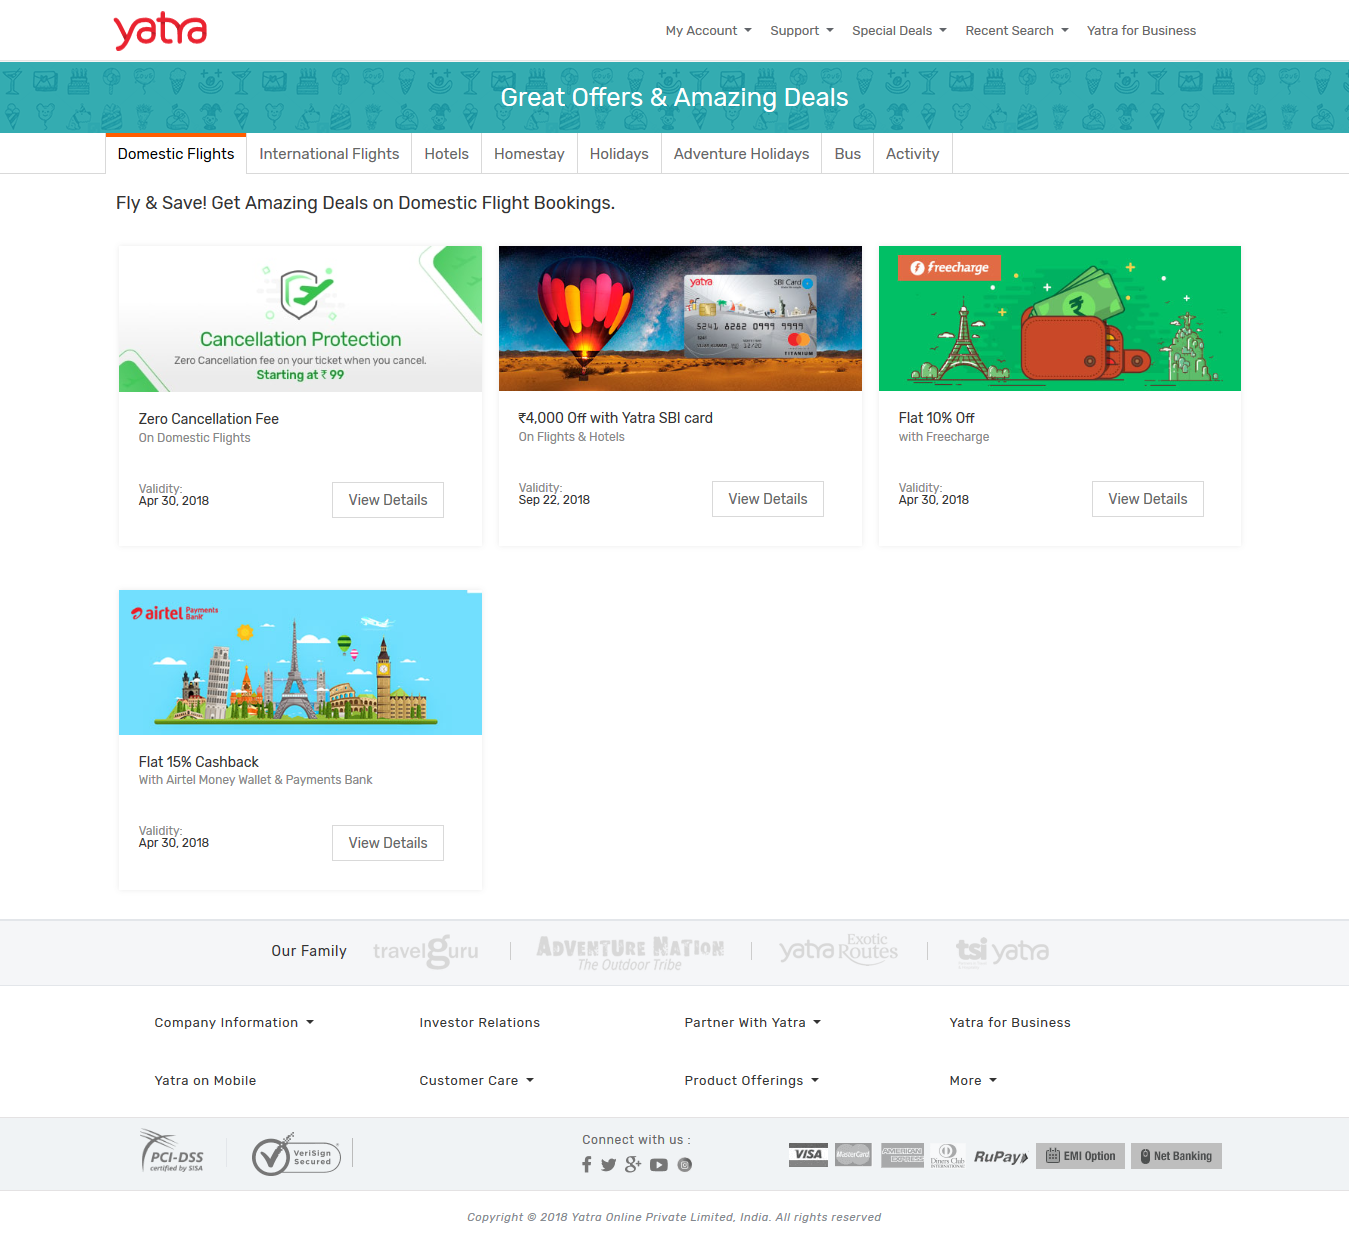 yatra
My Account Support Special Deals Recent Search Yatra for Business
Great Offers & Amazing Deals
Domestic Flights International Flights Hotels Homestay Holidays Adventure Holidays Bus Activity
Fly & Save! Get Amazing Deals on Domestic Flight Bookings.
Cancellation Protection
Zero Cancellation fee on your ticket when you cancel.
Starting at ₹ 99
Zero Cancellation Fee
On Domestic Flights
Validity:
Apr 30, 2018
View Details
yatra SBI Card
5241 8282 0999 9999
12/20
TITANIUM
₹4,000 Off with Yatra SBI card
On Flights & Hotels
Validity:
Sep 22, 2018
View Details
freecharge
₹
Flat 10% Off
with Freecharge
Validity:
Apr 30, 2018
View Details
airtel Payments Bank
Flat 15% Cashback
With Airtel Money Wallet & Payments Bank
Validity:
Apr 30, 2018
View Details
Our Family travelguru ADVENTURE NATION The Outdoor Tribe yatra Exotic Routes tsi yatra
Company Information Investor Relations Partner With Yatra Yatra for Business
Yatra on Mobile Customer Care Product Offerings More
PCI-DSS
certified by SISA
VeriSign
Secured
Connect with us :
VISA MasterCard AMERICAN EXPRESS Diners Club INTERNATIONAL RuPay EMI Option Net Banking
Copyright © 2018 Yatra Online Private Limited, India. All rights reserved